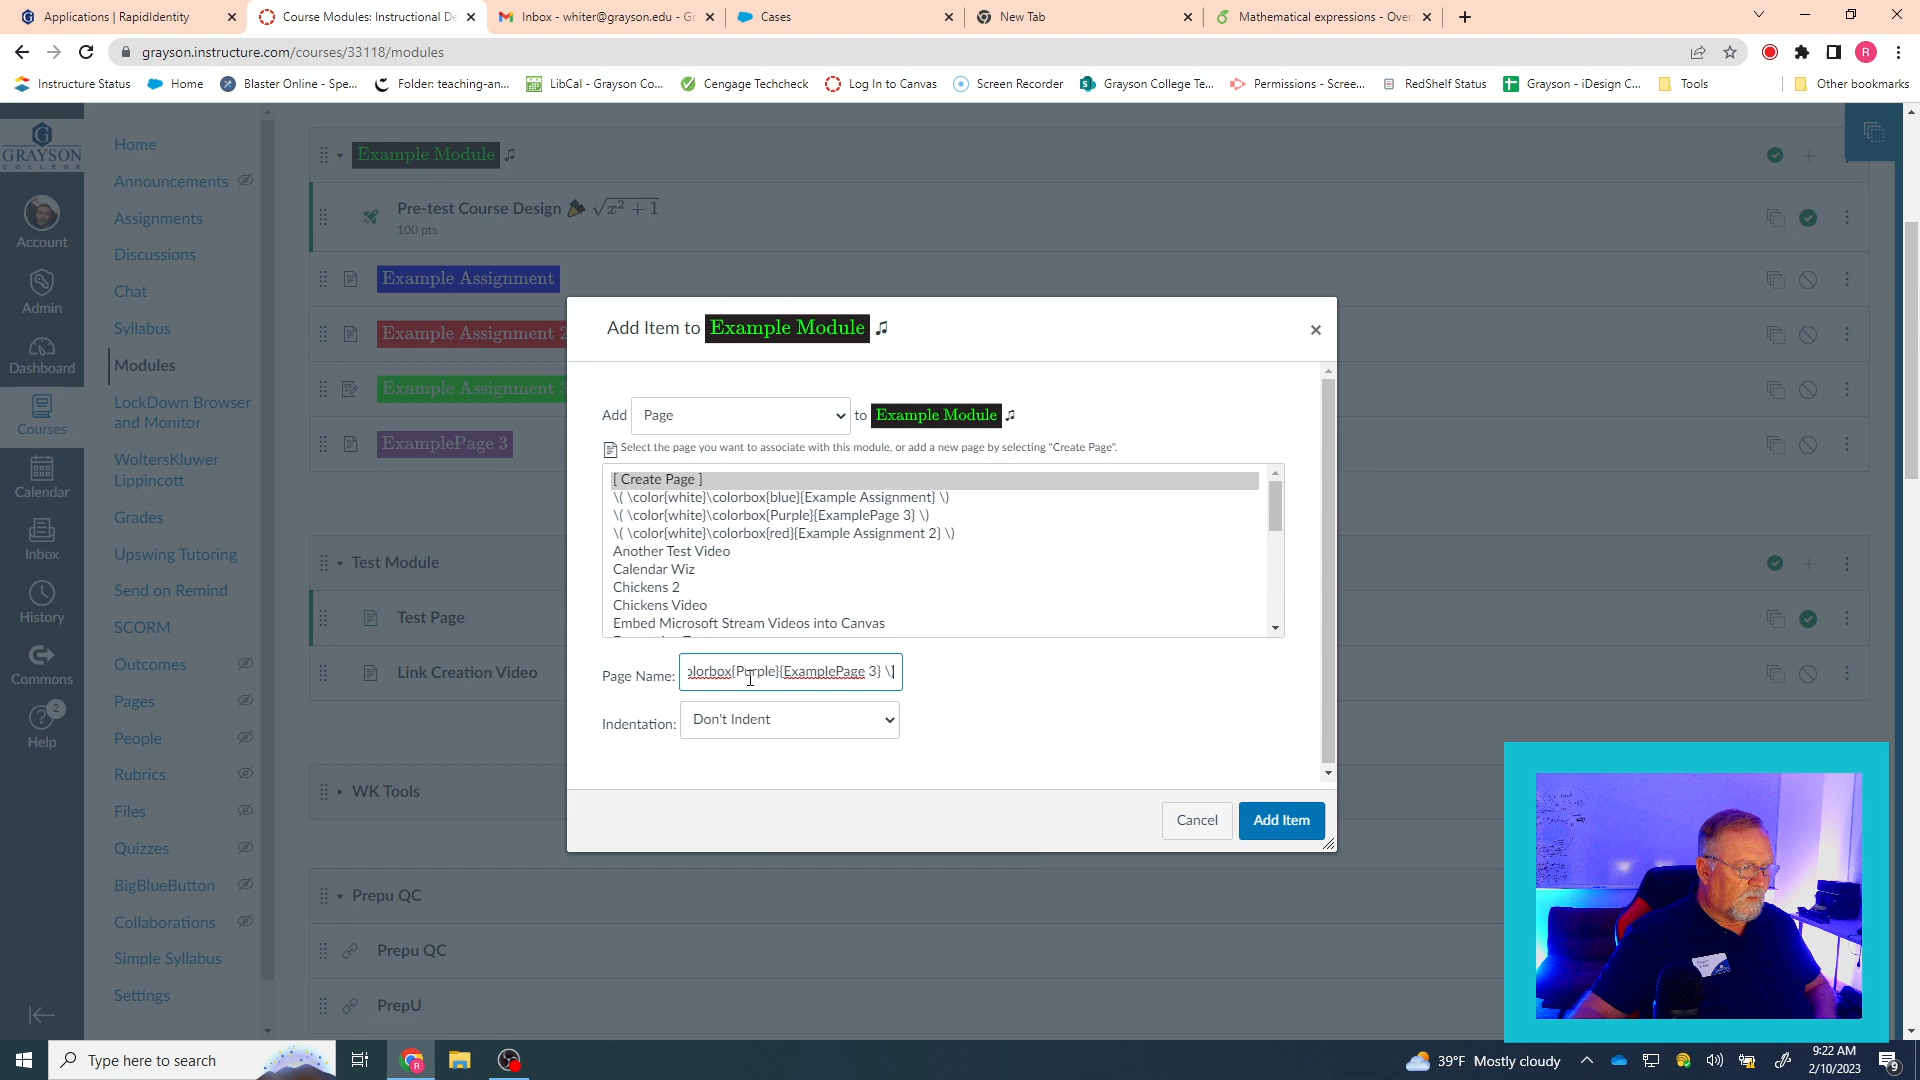 Applications | RapidIdentity
Course Modules: Instructional De
Inbox - whiter@grayson.edu - Gr
Cases
New Tab
Mathematical expressions - Over
grayson.instructure.com/courses/33118/modules
R
Instructure Status
Home
Blaster Online - Spe...
Folder: teaching-an...
LibCal - Grayson Co...
Cengage Techcheck
Log In to Canvas
Screen Recorder
Grayson College Te...
Permissions - Scree...
RedShelf Status
Grayson - iDesign C...
Tools
Other bookmarks
GRAYSON
COLLEGE
Account
Admin
Dashboard
Courses
Calendar
Inbox
History
Commons
2
Help
Home
Announcements
Assignments
Discussions
Chat
Syllabus
Modules
LockDown Browser
and Monitor
WoltersKluwer
Lippincott
Grades
Upswing Tutoring
Send on Remind
SCORM
Outcomes
Pages
People
Rubrics
Files
Quizzes
BigBlueButton
Collaborations
Simple Syllabus
Settings
Example Module ♫
Pre-test Course Design 🎉 √x² + 1
100 pts
Example Assignment
Example Assignment 2
Example Assignment 3
ExamplePage 3
Test Module
Test Page
Link Creation Video
WK Tools
Prepu QC
Prepu QC
PrepU
Add Item to Example Module ♫
Add Page to Example Module ♫
Select the page you want to associate with this module, or add a new page by selecting "Create Page".
[ Create Page ]
\( \color{white}\colorbox{blue}{Example Assignment} \)
\( \color{white}\colorbox{Purple}{ExamplePage 3} \)
\( \color{white}\colorbox{red}{Example Assignment 2} \)
Another Test Video
Calendar Wiz
Chickens 2
Chickens Video
Embed Microsoft Stream Videos into Canvas
Page Name: olorbox{Purple}{ExamplePage 3} \)
Indentation: Don't Indent
Cancel
Add Item
Type here to search
39°F Mostly cloudy
9:22 AM
2/10/2023
9